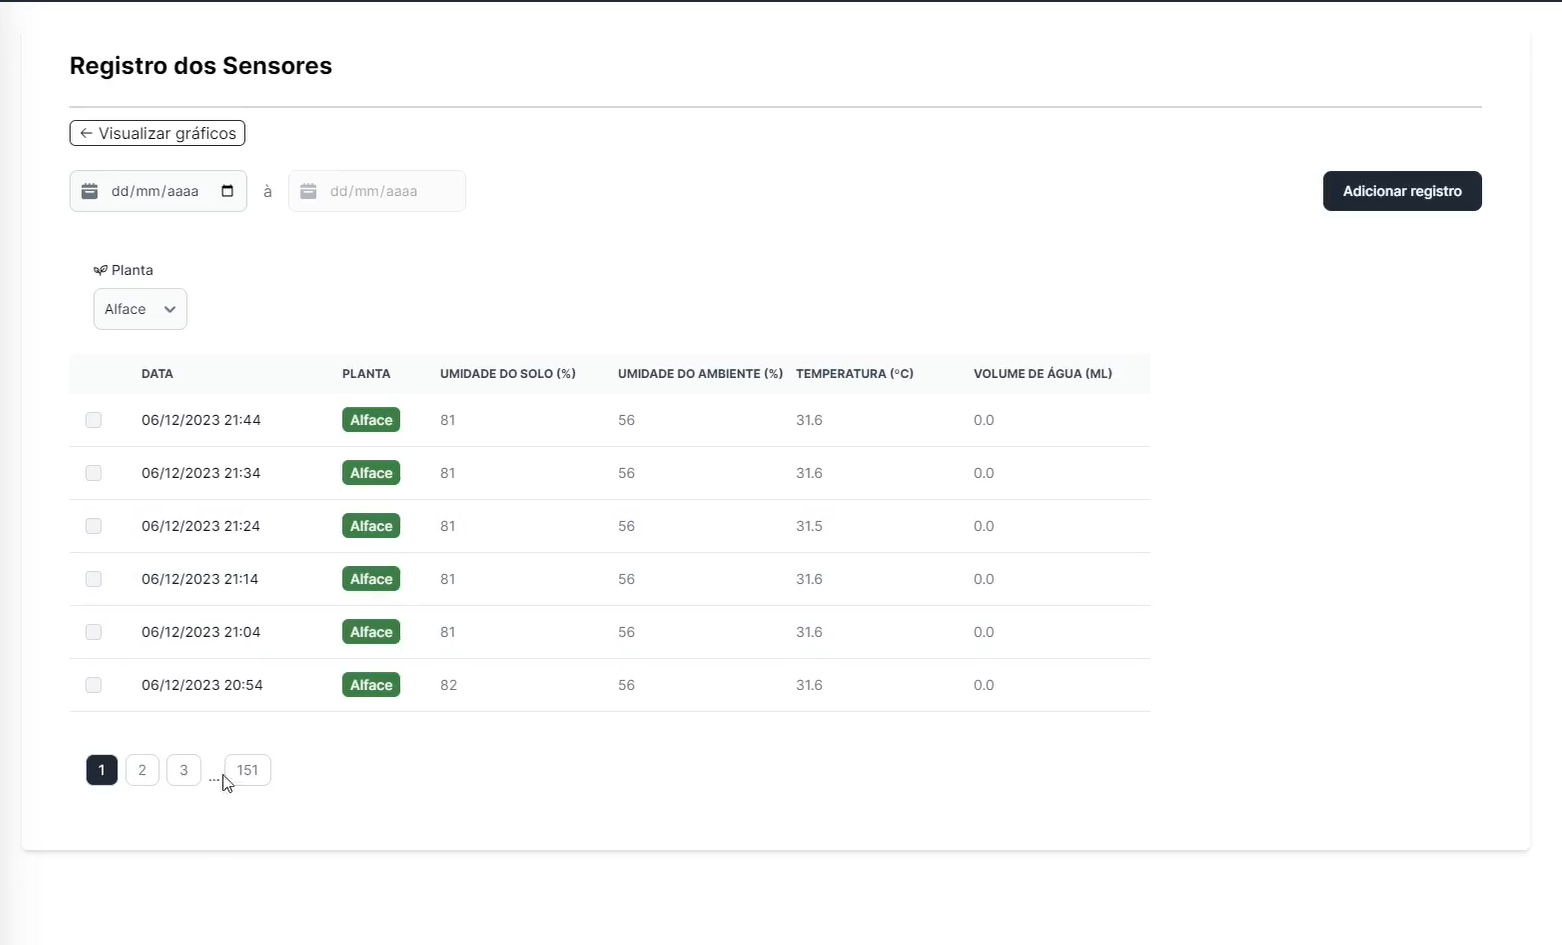 Registro dos Sensores
← Visualizar gráficos
dd/mm/aaaa à dd/mm/aaaa Adicionar registro
Planta
Alface
DATA PLANTA UMIDADE DO SOLO (%) UMIDADE DO AMBIENTE (%) TEMPERATURA (ºC) VOLUME DE ÁGUA (ML)
06/12/2023 21:44 Alface 81 56 31.6 0.0
06/12/2023 21:34 Alface 81 56 31.6 0.0
06/12/2023 21:24 Alface 81 56 31.5 0.0
06/12/2023 21:14 Alface 81 56 31.6 0.0
06/12/2023 21:04 Alface 81 56 31.6 0.0
06/12/2023 20:54 Alface 82 56 31.6 0.0
1 2 3 ... 151